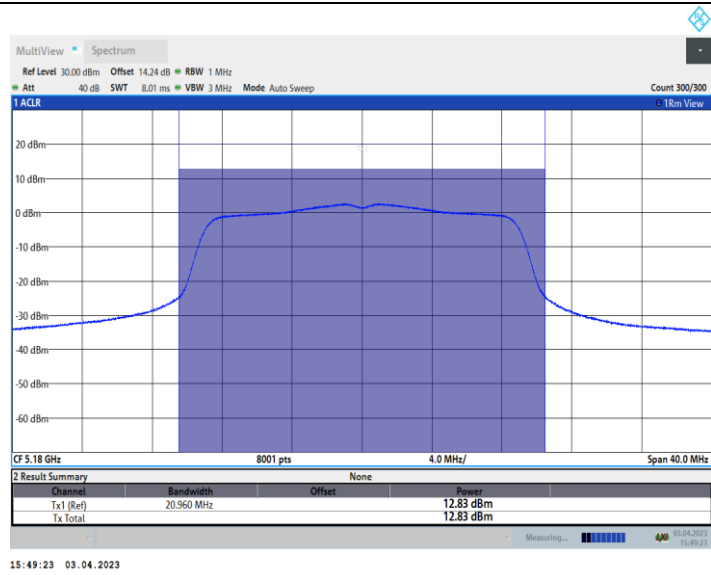 MultiView Spectrum
Ref Level 30.00 dBm Offset 14.24 dB RBW 1 MHz
Att 40 dB SWT 8.01 ms VBW 3 MHz Mode Auto Sweep Count 300/300
1 ACLR 1Rm View
20 dBm
10 dBm
0 dBm
-10 dBm
-20 dBm
-30 dBm
-40 dBm
-50 dBm
-60 dBm
CF 5.18 GHz 8001 pts 4.0 MHz/ Span 40.0 MHz
2 Result Summary None
Channel Bandwidth Offset Power
Tx1 (Ref) 20.960 MHz 12.83 dBm
Tx Total 12.83 dBm
Measuring... 03.04.2023
15:49:23
15:49:23 03.04.2023